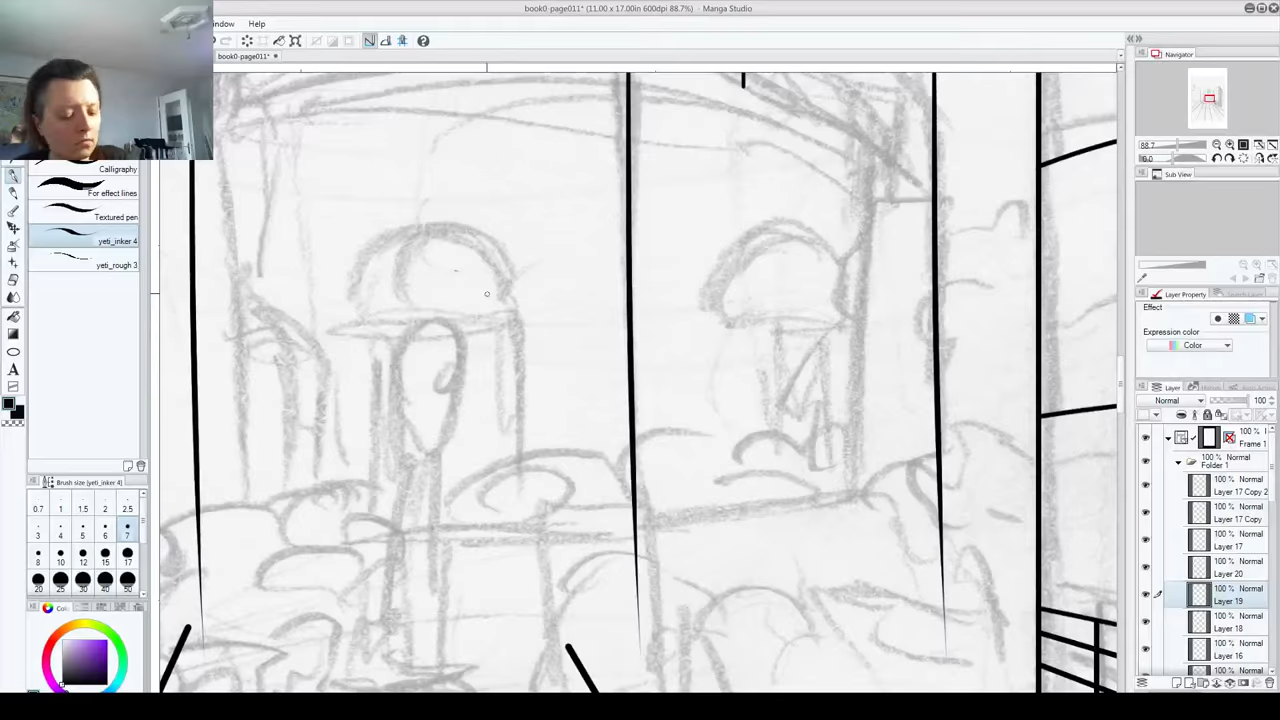 book0-page011* (11.00 x 17.00in 600dpi 88.7%) - Manga Studio
Help
book0-page011*
Navigator
88.7
0.0
Sub View
Layer Property
Effect
Expression color
Color
Layer
Normal
100
100 %
Frame 1
100 % Normal
Folder 1
100 % Normal
Layer 17 Copy 2
100 % Normal
Layer 17 Copy
100 % Normal
Layer 17
100 % Normal
Layer 20
100 % Normal
Layer 19
100 % Normal
Layer 18
100 % Normal
Layer 16
100 % Normal
Calligraphy
For effect lines
Textured pen
yeti_inker 4
yeti_rough 3
Brush size (yeti_inker 4)
0.7 1 1.5 2 2.5
3 4 5 6 7
8 10 12 15 17
20 25 30 40 50